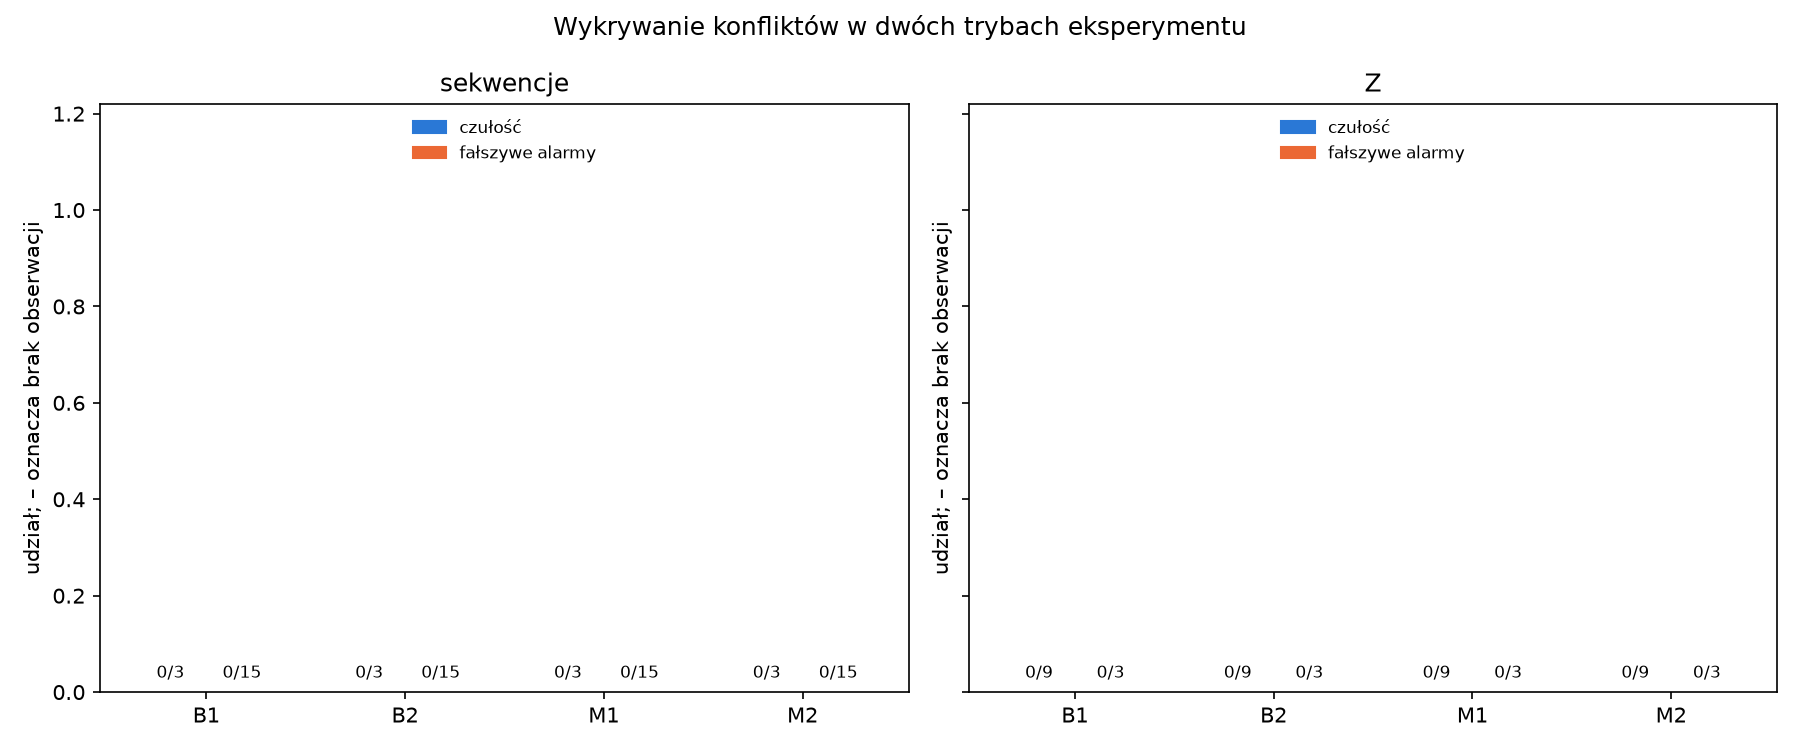 Wykrywanie konfliktów w dwóch trybach eksperymentu
sekwencje
udział; – oznacza brak obserwacji
1.2
1.0
0.8
0.6
0.4
0.2
0.0
czułość
fałszywe alarmy
0/3 0/15 0/3 0/15 0/3 0/15 0/3 0/15
B1 B2 M1 M2
Z
udział; – oznacza brak obserwacji
czułość
fałszywe alarmy
0/9 0/3 0/9 0/3 0/9 0/3 0/9 0/3
B1 B2 M1 M2